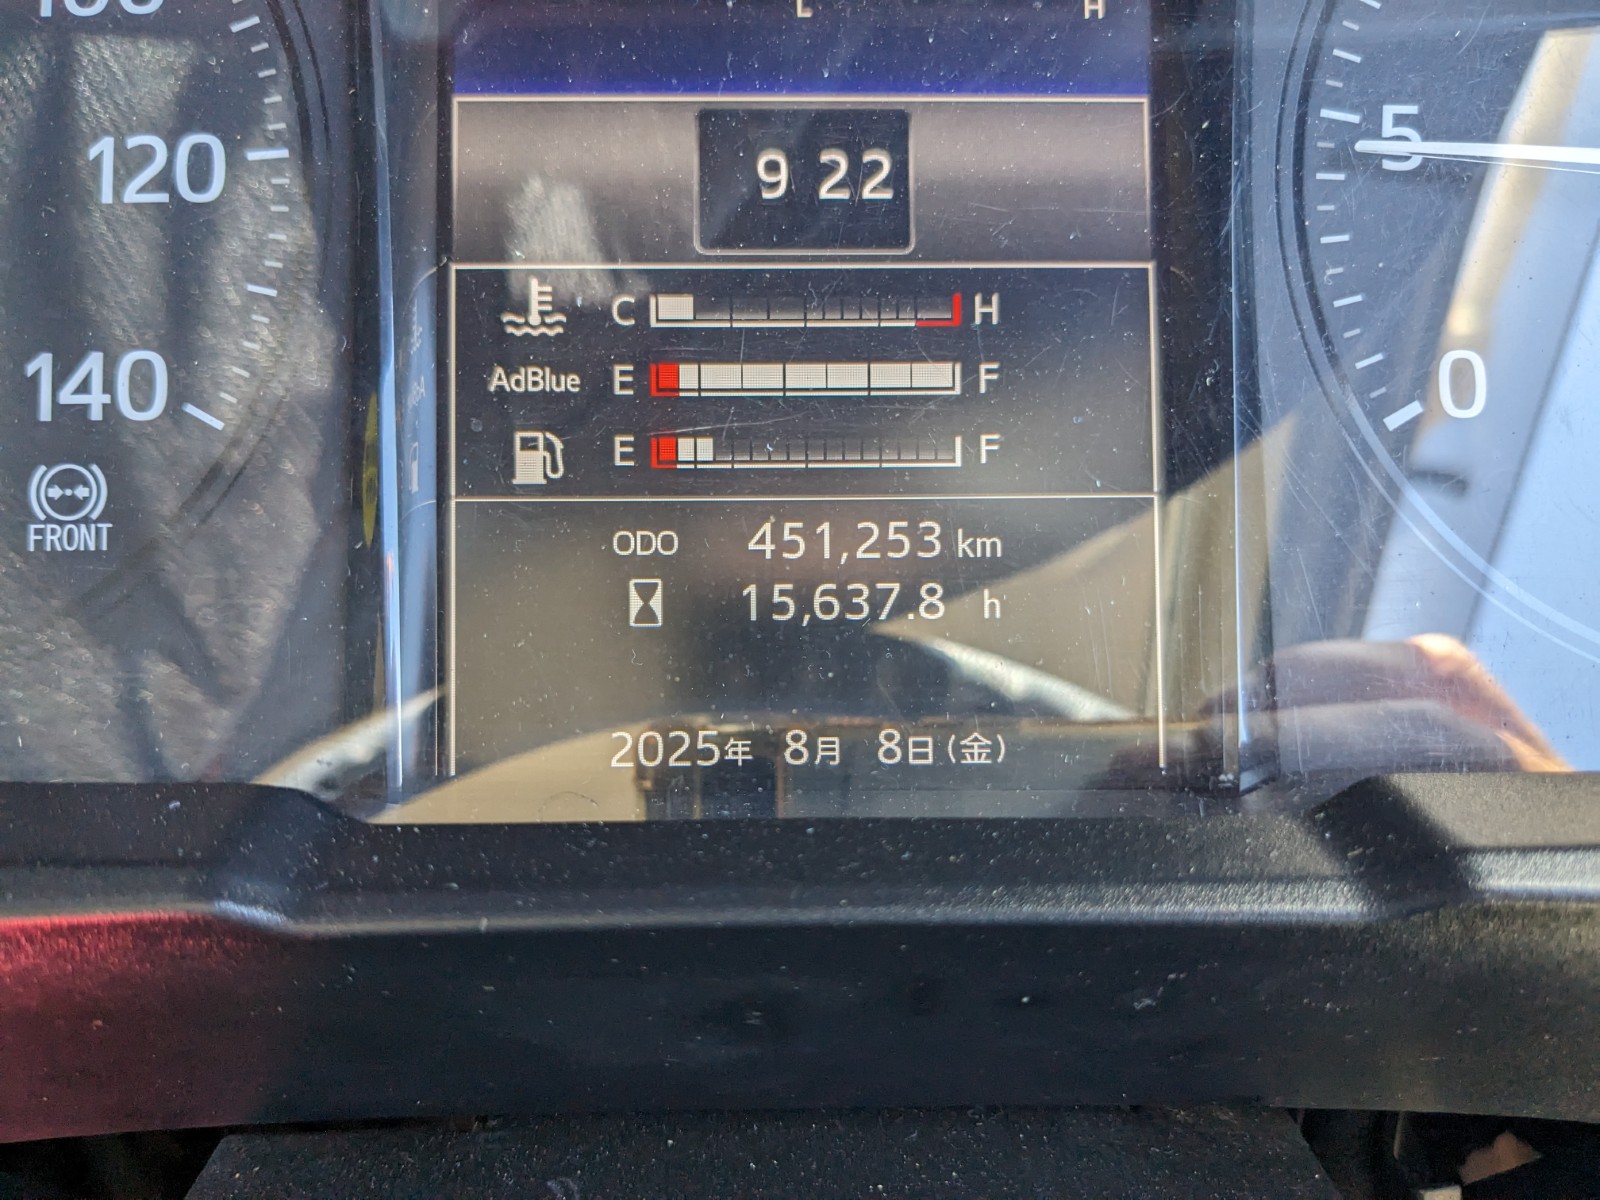 L H
120
9 22
5
C H
AdBlue E F
140
0
E F
FRONT
ODO 451,253 km
15,637.8 h
2025年 8月 8日(金)